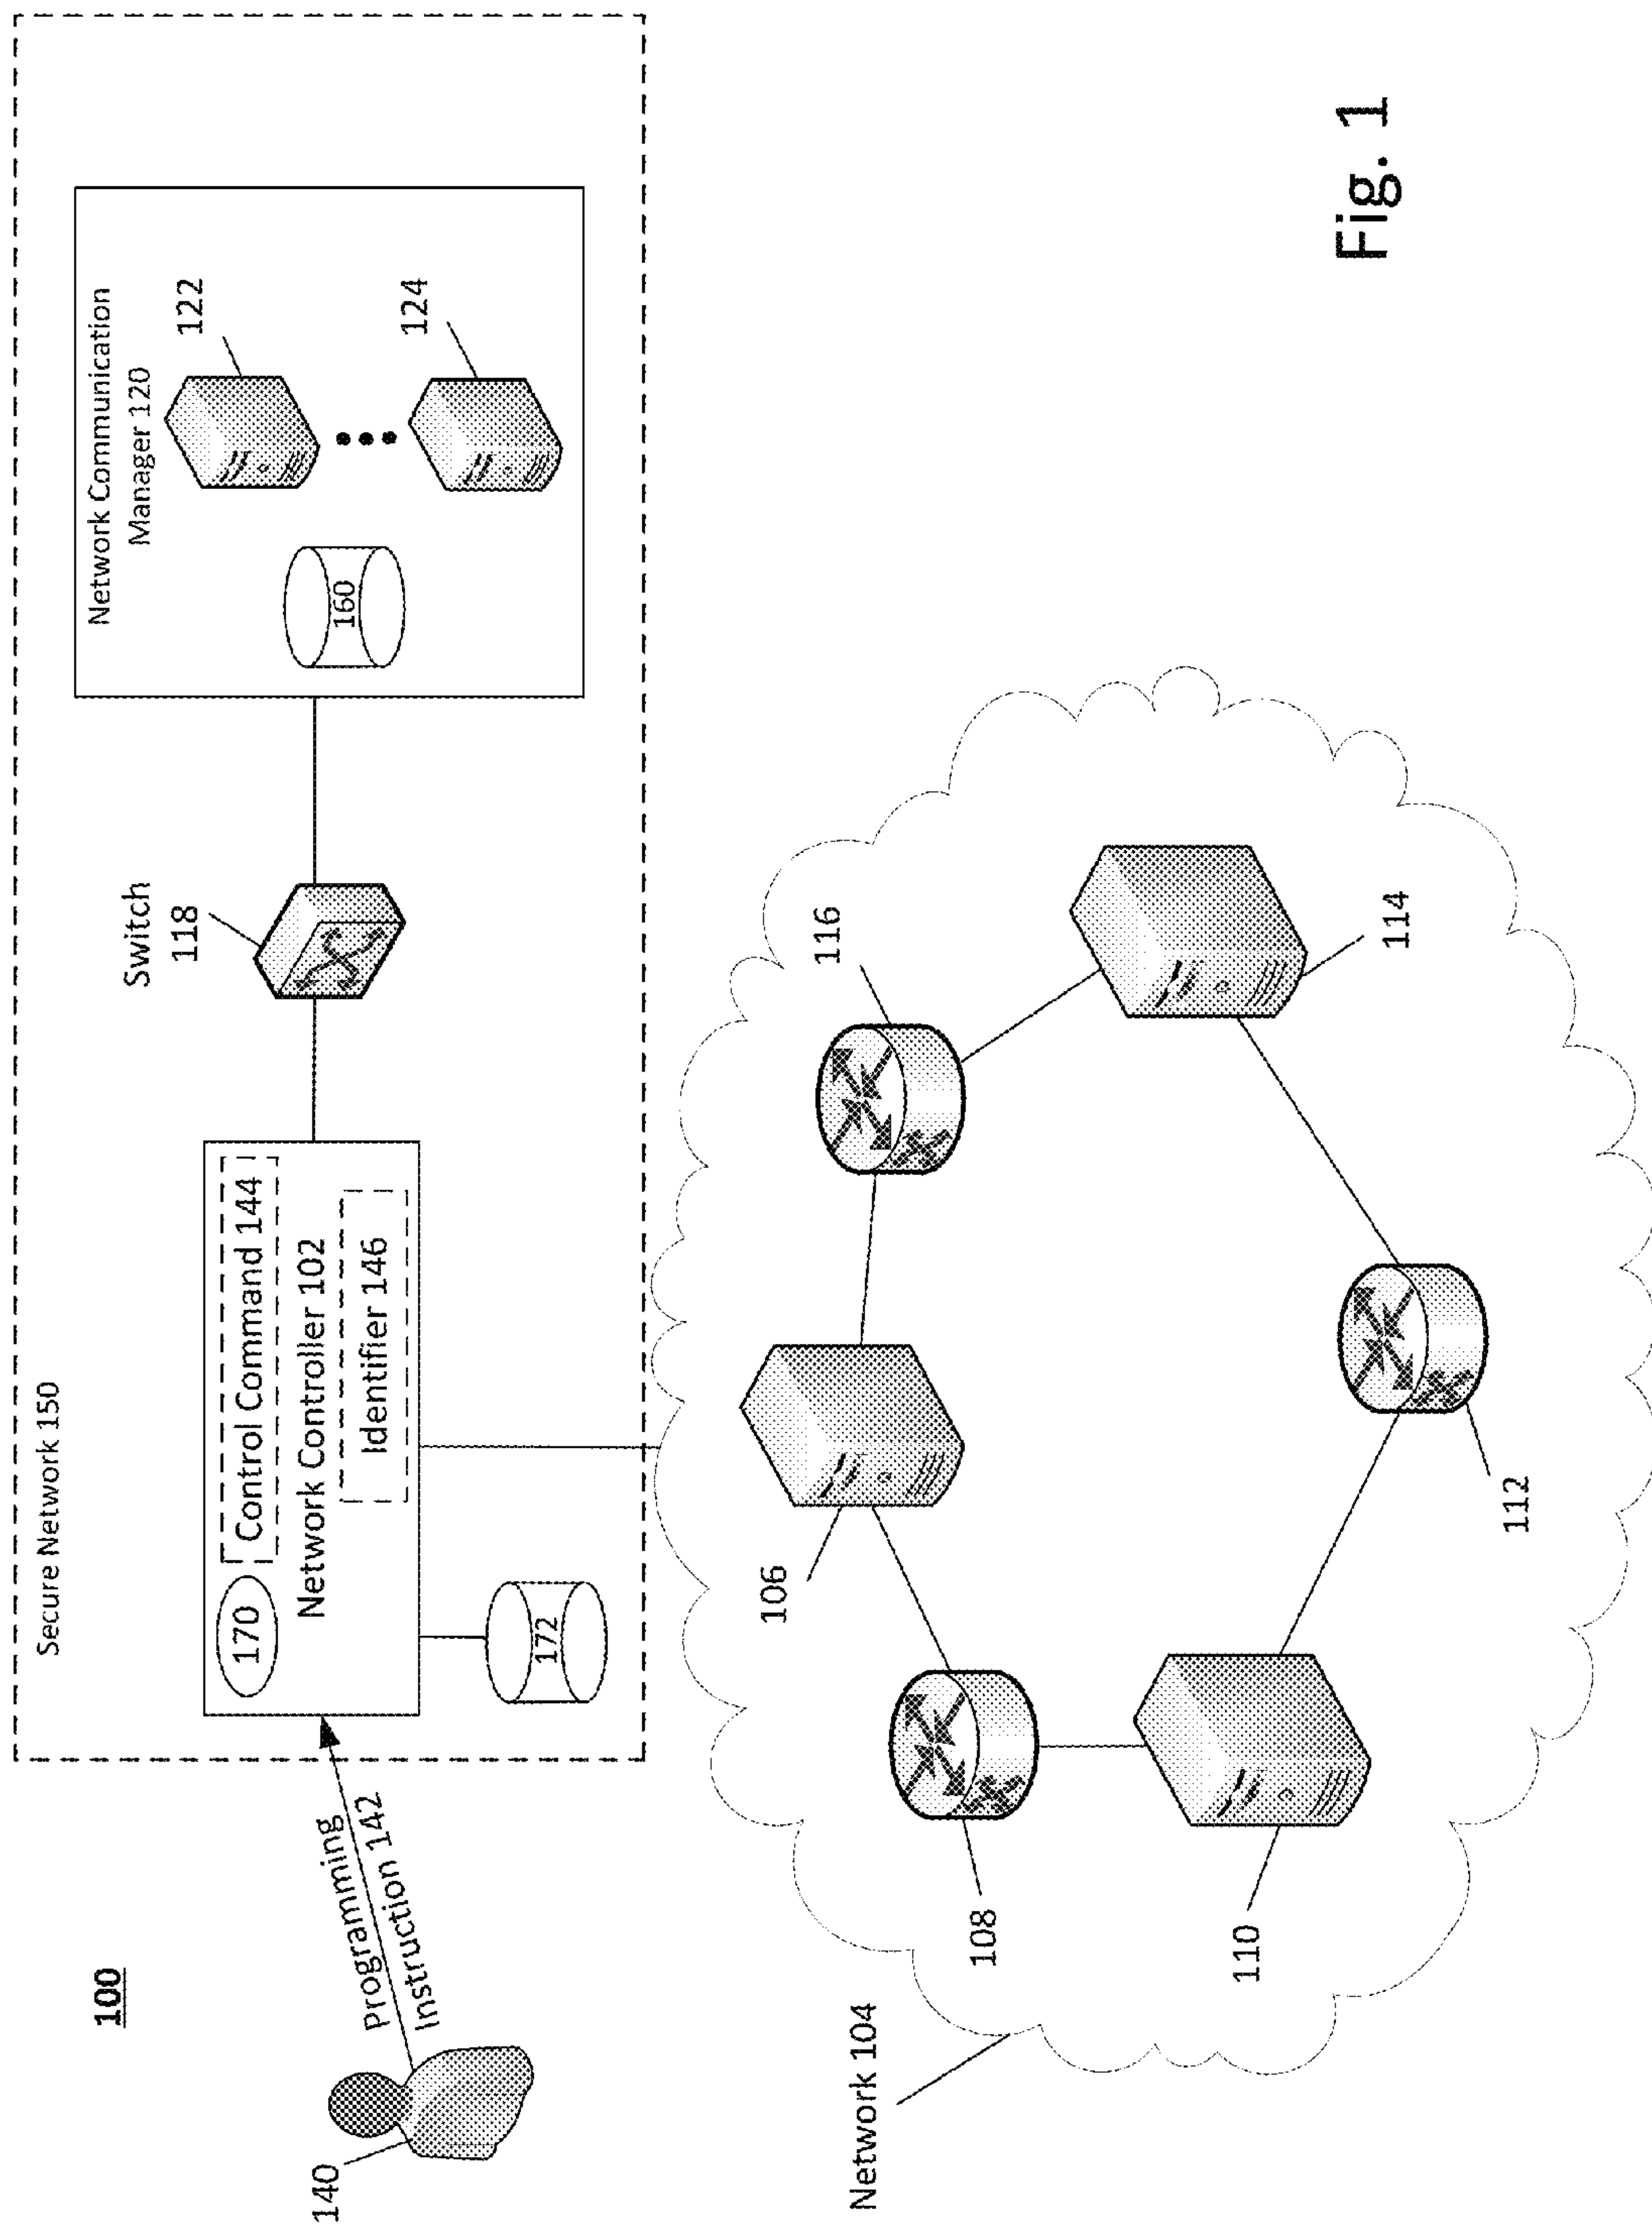 100
Secure Network 150
140
Programming
Instruction 142
170
Control Command 144
Network Controller 102
Identifier 146
172
Switch
118
Network Communication
Manager 120
160
122
124
Network 104
106
108
110
112
114
116
Fig. 1